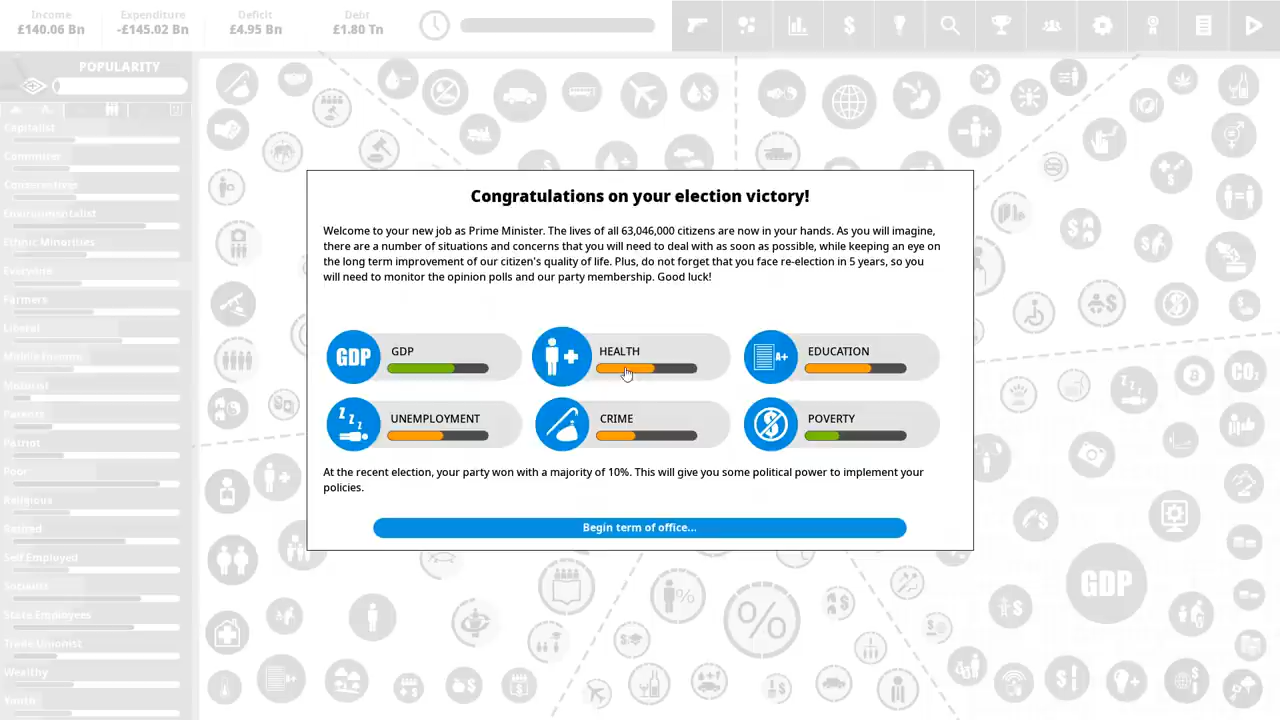 Income
Expenditure
Deficit
Debt
£140.06 Bn
-£145.02 Bn
£4.95 Bn
£1.80 Tn
POPULARITY
Capitalist
Commuter
Conservatives
Environmentalist
Ethnic Minorities
Everyone
Farmers
Liberal
Middle Income
Motorist
Parents
Patriot
Poor
Religious
Retired
Self Employed
Socialist
State Employees
Trade Unionist
Wealthy
Youth
Congratulations on your election victory!
Welcome to your new job as Prime Minister. The lives of all 63,046,000 citizens are now in your hands. As you will imagine,
there are a number of situations and concerns that you will need to deal with as soon as possible, while keeping an eye on
the long term improvement of our citizen's quality of life. Plus, do not forget that you face re-election in 5 years, so you
will need to monitor the opinion polls and our party membership. Good luck!
GDP
GDP
HEALTH
A+
EDUCATION
Z Z Z
UNEMPLOYMENT
CRIME
$
POVERTY
At the recent election, your party won with a majority of 10%. This will give you some political power to implement your
policies.
Begin term of office...
CO2
GDP